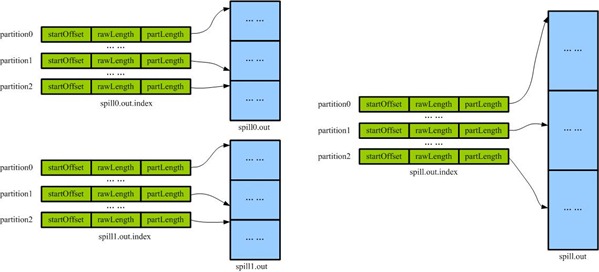 partition0 startOffset rawLength partLength
... ...
partition1 startOffset rawLength partLength
... ...
partition2 startOffset rawLength partLength
spill0.out.index
... ...
... ...
... ...
spill0.out
partition0 startOffset rawLength partLength
... ...
partition1 startOffset rawLength partLength
... ...
partition2 startOffset rawLength partLength
spill1.out.index
... ...
... ...
... ...
spill1.out
partition0 startOffset rawLength partLength
... ...
partition1 startOffset rawLength partLength
... ...
partition2 startOffset rawLength partLength
spill.out.index
... ...
... ...
... ...
spill.out